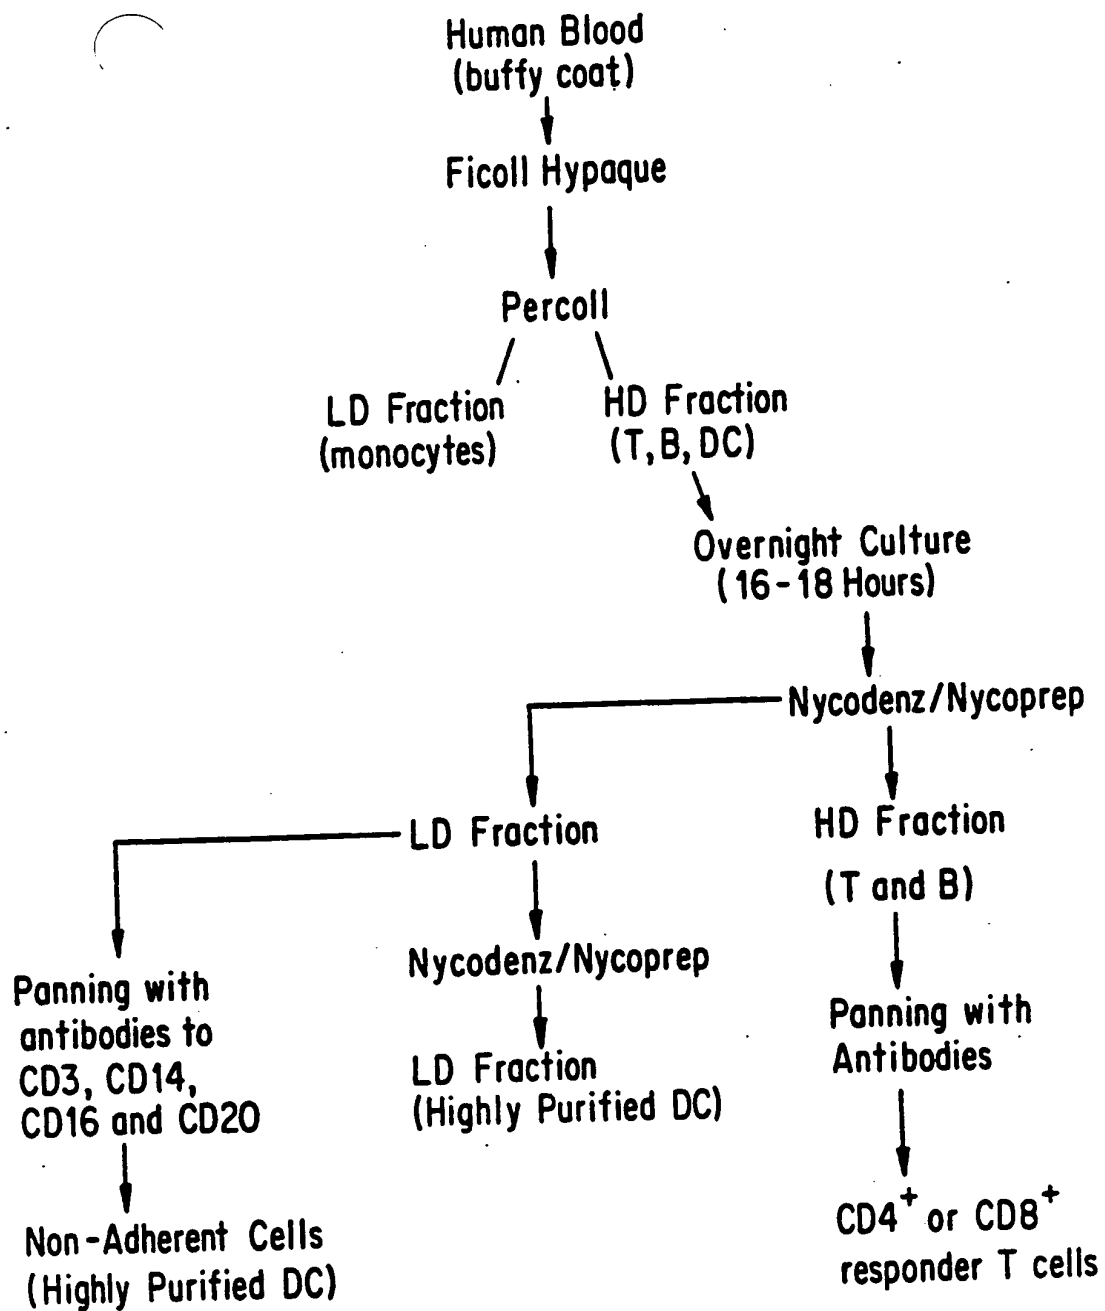 Human Blood
(buffy coat)
Ficoll Hypaque
Percoll
LD Fraction
(monocytes)
HD Fraction
(T, B, DC)
Overnight Culture
(16-18 Hours)
Nycodenz/Nycoprep
LD Fraction
HD Fraction
(T and B)
Panning with
antibodies to
CD3, CD14,
CD16 and CD20
Non-Adherent Cells
(Highly Purified DC)
Nycodenz/Nycoprep
LD Fraction
(Highly Purified DC)
Panning with
Antibodies
CD4⁺ or CD8⁺
responder T cells